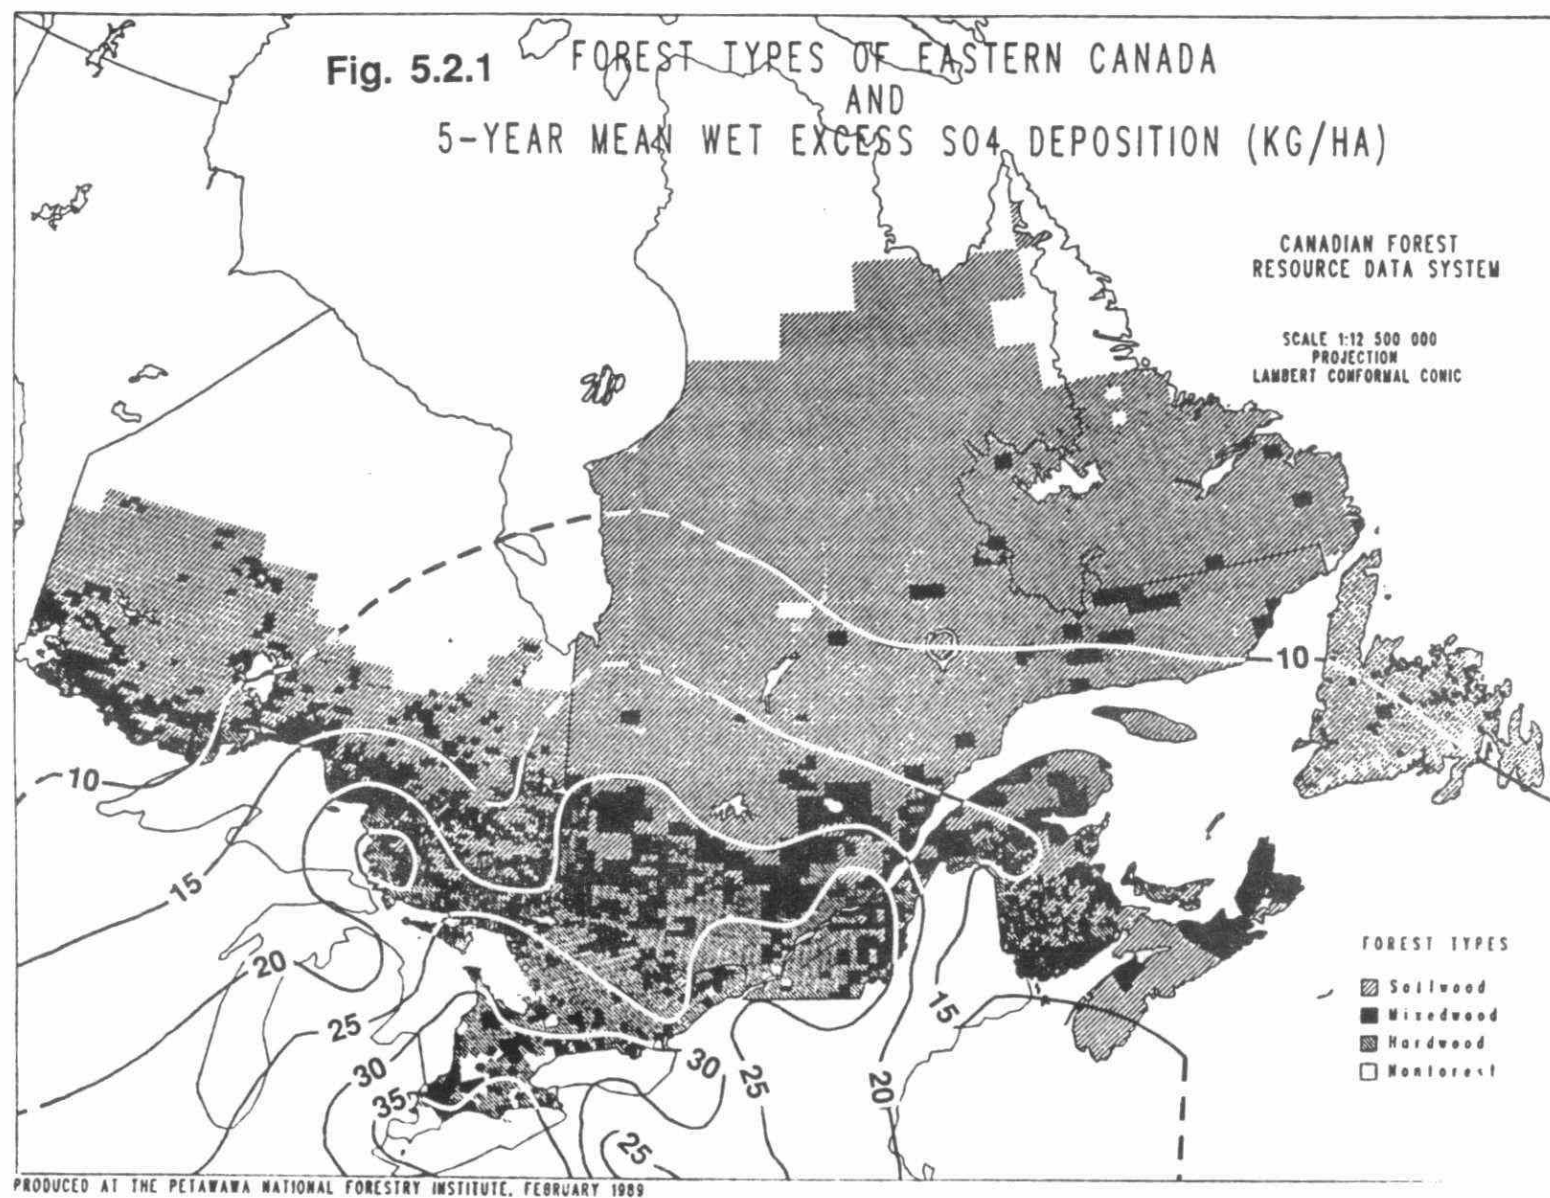 Fig. 5.2.1
FOREST TYPES OF EASTERN CANADA
AND
5-YEAR MEAN WET EXCESS SO4 DEPOSITION (KG/HA)
CANADIAN FOREST
RESOURCE DATA SYSTEM
SCALE 1:12 500 000
PROJECTION
LAMBERT CONFORMAL CONIC
10
10
15
20
25
30
35
25
30
25
20
15
FOREST TYPES
Softwood
Mixedwood
Hardwood
Nonforest
PRODUCED AT THE PETAWAWA NATIONAL FORESTRY INSTITUTE, FEBRUARY 1989